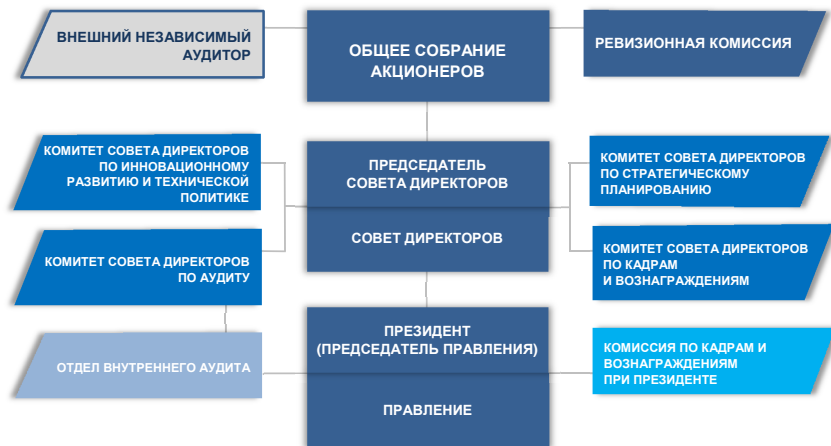 ВНЕШНИЙ НЕЗАВИСИМЫЙ
АУДИТОР
ОБЩЕЕ СОБРАНИЕ
АКЦИОНЕРОВ
РЕВИЗИОННАЯ КОМИССИЯ
КОМИТЕТ СОВЕТА ДИРЕКТОРОВ
ПО ИННОВАЦИОННОМУ
РАЗВИТИЮ И ТЕХНИЧЕСКОЙ
ПОЛИТИКЕ
ПРЕДСЕДАТЕЛЬ
СОВЕТА ДИРЕКТОРОВ
КОМИТЕТ СОВЕТА ДИРЕКТОРОВ
ПО СТРАТЕГИЧЕСКОМУ
ПЛАНИРОВАНИЮ
КОМИТЕТ СОВЕТА ДИРЕКТОРОВ
ПО АУДИТУ
СОВЕТ ДИРЕКТОРОВ
КОМИТЕТ СОВЕТА ДИРЕКТОРОВ
ПО КАДРАМ
И ВОЗНАГРАЖДЕНИЯМ
ОТДЕЛ ВНУТРЕННЕГО АУДИТА
ПРЕЗИДЕНТ
(ПРЕДСЕДАТЕЛЬ ПРАВЛЕНИЯ)
КОМИССИЯ ПО КАДРАМ И
ВОЗНАГРАЖДЕНИЯМ
ПРИ ПРЕЗИДЕНТЕ
ПРАВЛЕНИЕ